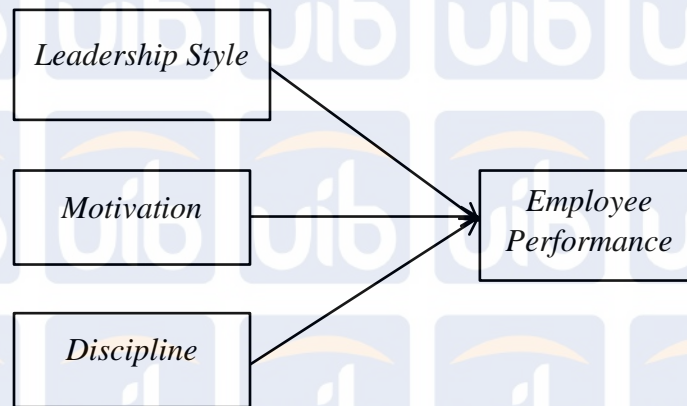 Leadership Style
Motivation
Employee
Performance
Discipline